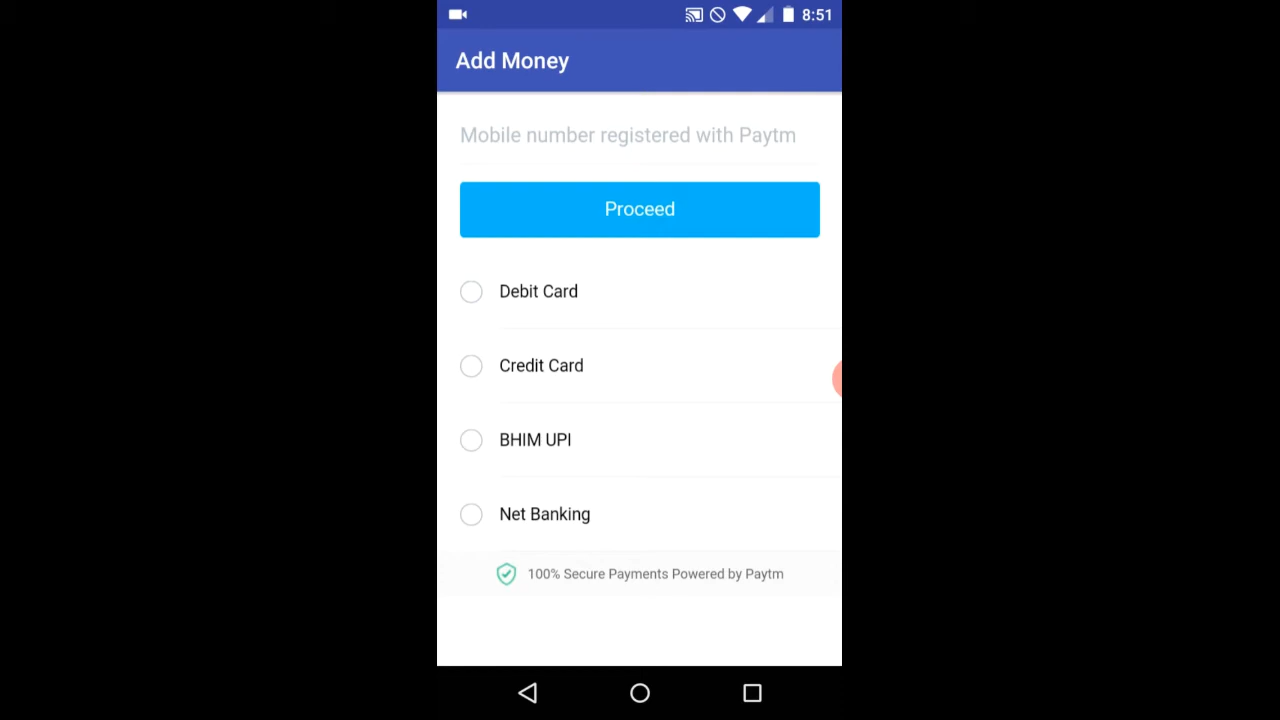 8:51
Add Money
Mobile number registered with Paytm
Proceed
Debit Card
Credit Card
BHIM UPI
Net Banking
100% Secure Payments Powered by Paytm